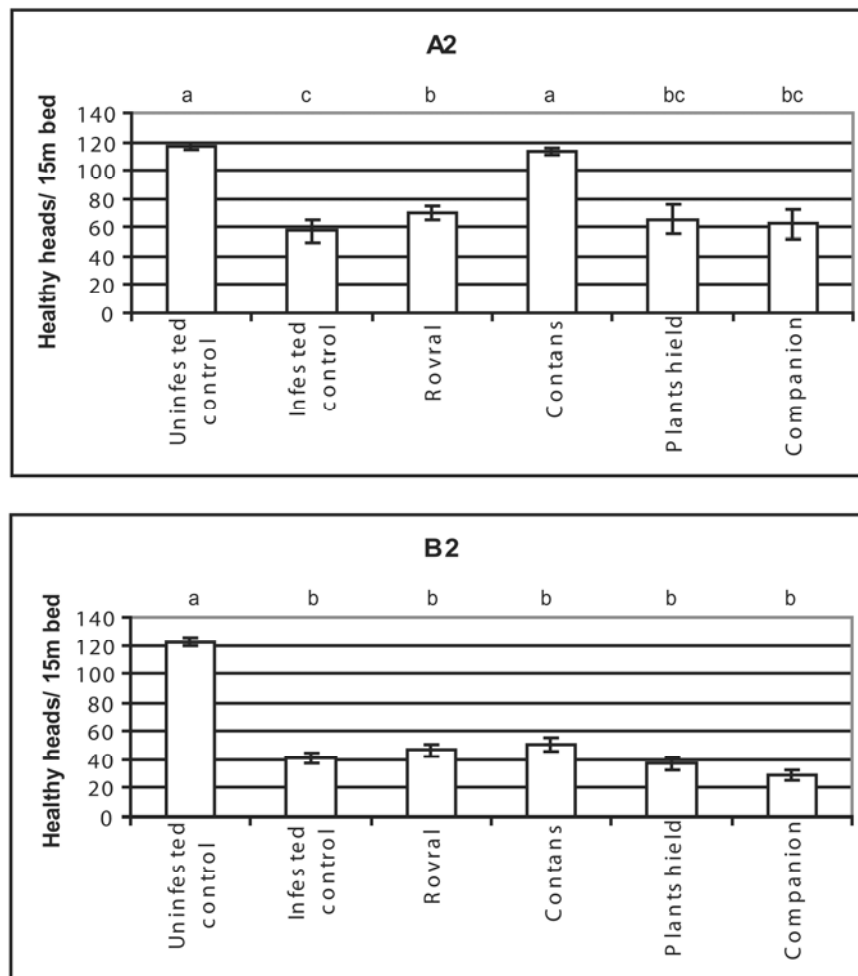 A2
a c b a bc bc
Healthy heads/ 15m bed
140
120
100
80
60
40
20
0
Uninfested
control
Infested
control
Rovral
Contans
Plantshield
Companion
B2
a b b b b b
Healthy heads/ 15m bed
140
120
100
80
60
40
20
0
Uninfested
control
Infested
control
Rovral
Contans
Plantshield
Companion